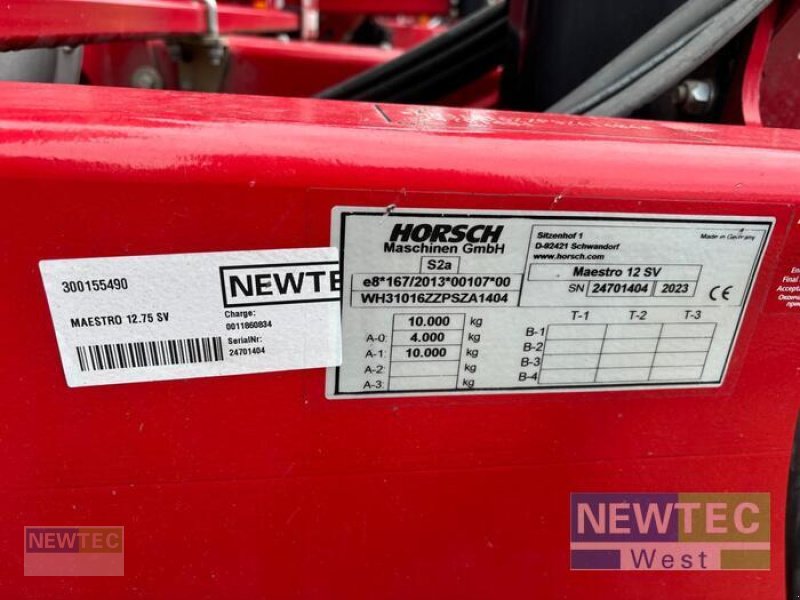 300155490
NEWTEC
MAESTRO 12.75 SV
Charge:
0011860834
SerialNr:
24701404
HORSCH
Maschinen GmbH
S2a
e8*167/2013*00107*00
WH31016ZZPSZA1404
10.000 kg
A-0: 4.000 kg
A-1: 10.000 kg
A-2: kg
A-3: kg
Sitzenhof 1
D-92421 Schwandorf
www.horsch.com
Made in Germany
Maestro 12 SV
SN 24701404 2023
CE
T-1 T-2 T-3
B-1
B-2
B-3
B-4
Final
NEWTEC
NEWTEC
West